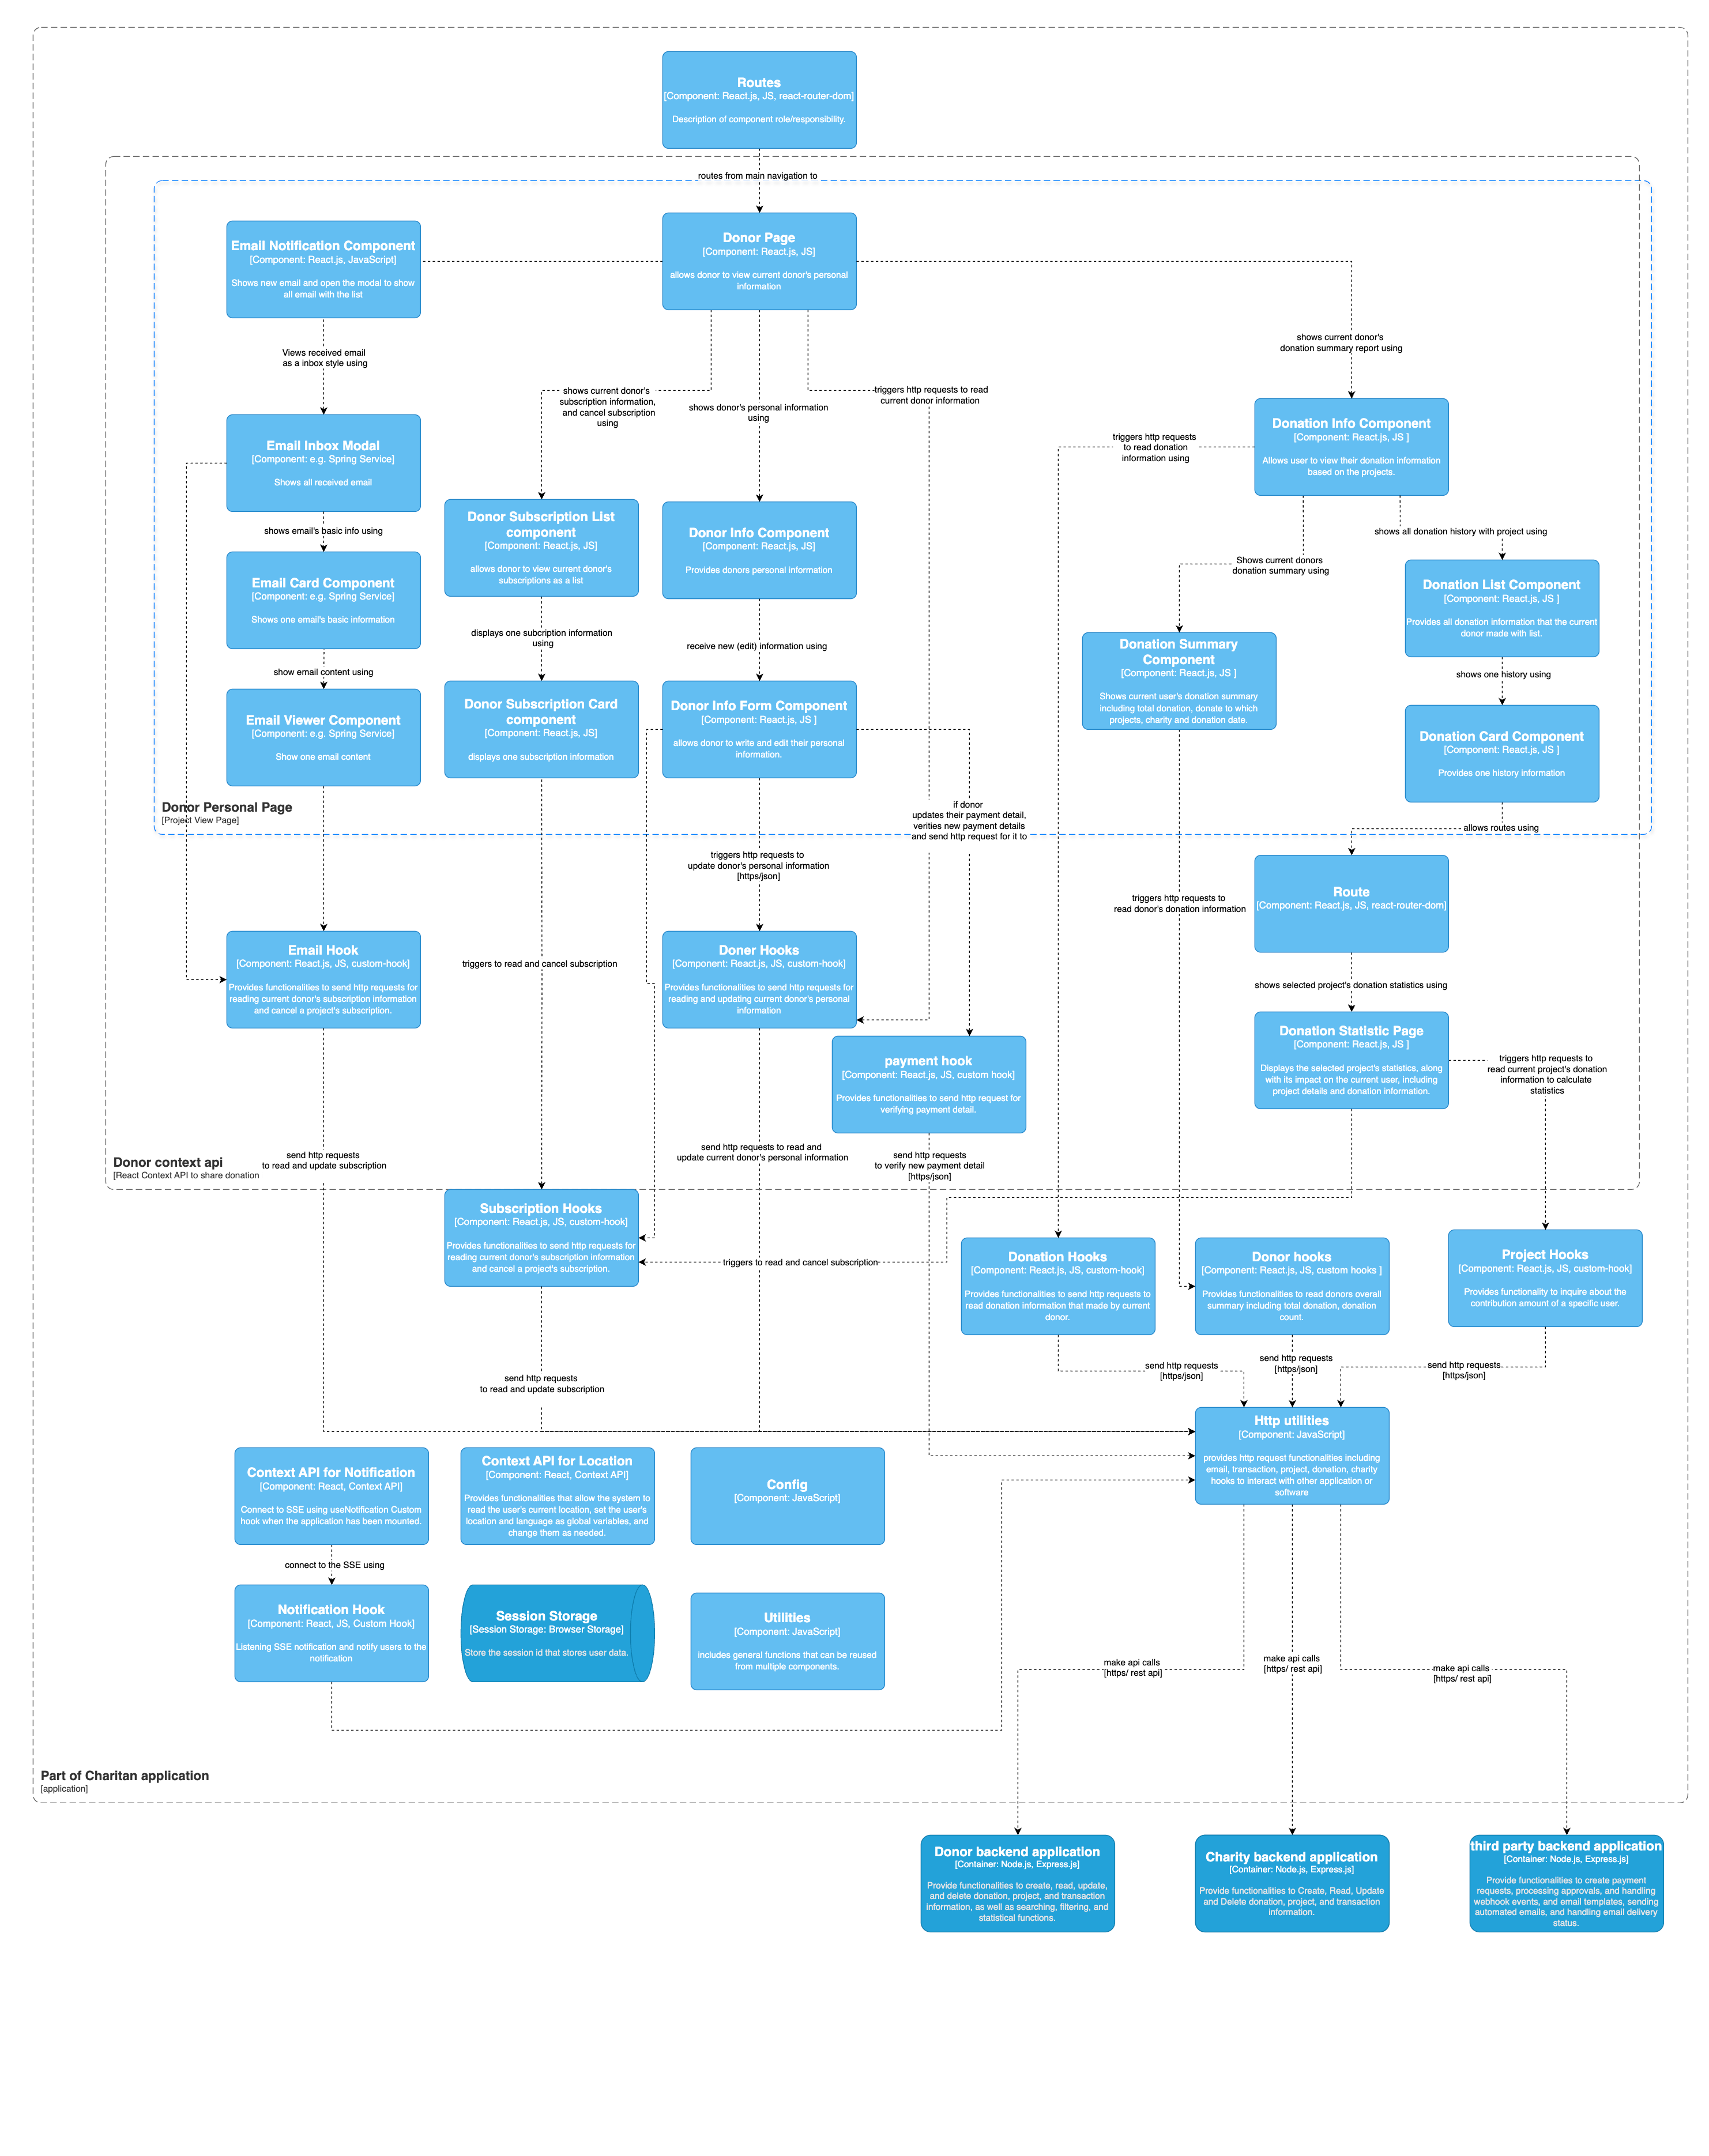 Routes
[Component: React.js, JS, react-router-dom]
Description of component role/responsibility.
routes from main navigation to
Email Notification Component
[Component: React.js, JavaScript]
Shows new email and open the modal to show
all email with the list
Donor Page
[Component: React.js, JS]
allows donor to view current donor's personal
information
shows current donor's
donation summary report using
Views received email
as a inbox style using
shows current donor's
subscription information,
and cancel subscription
using
shows donor's personal information
using
triggers http requests to read
current donor information
Donation Info Component
[Component: React.js, JS ]
Allows user to view their donation information
based on the projects.
triggers http requests
to read donation
information using
Email Inbox Modal
[Component: e.g. Spring Service]
Shows all received email
shows email's basic info using
Donor Subscription List
component
[Component: React.js, JS]
allows donor to view current donor's
subscriptions as a list
Donor Info Component
[Component: React.js, JS]
Provides donors personal information
shows all donation history with project using
Shows current donors
donation summary using
Email Card Component
[Component: e.g. Spring Service]
Shows one email's basic information
Donation List Component
[Component: React.js, JS ]
Provides all donation information that the current
donor made with list.
displays one subcription information
using
receive new (edit) information using
Donation Summary
Component
[Component: React.js, JS ]
Shows current user's donation summary
including total donation, donate to which
projects, charity and donation date.
show email content using
shows one history using
Email Viewer Component
[Component: e.g. Spring Service]
Show one email content
Donor Subscription Card
component
[Component: React.js, JS]
displays one subscription information
Donor Info Form Component
[Component: React.js, JS ]
allows donor to write and edit their personal
information.
Donation Card Component
[Component: React.js, JS ]
Provides one history information
Donor Personal Page
[Project View Page]
if donor
updates their payment detail,
verities new payment details
and send http request for it to
allows routes using
triggers http requests to
update donor's personal information
[https/json]
triggers http requests to
read donor's donation information
Route
[Component: React.js, JS, react-router-dom]
Email Hook
[Component: React.js, JS, custom-hook]
Provides functionalities to send http requests for
reading current donor's subscription information
and cancel a project's subscription.
triggers to read and cancel subscription
Doner Hooks
[Component: React.js, JS, custom-hook]
Provides functionalities to send http requests for
reading and updating current donor's personal
information
shows selected project's donation statistics using
payment hook
[Component: React.js, JS, custom hook]
Provides functionalities to send http request for
verifying payment detail.
Donation Statistic Page
[Component: React.js, JS ]
Displays the selected project's statistics, along
with its impact on the current user, including
project details and donation information.
triggers http requests to
read current project's donation
information to calculate
statistics
Donor context api
[React Context API to share donation
send http requests
to read and update subscription
send http requests to read and
update current donor's personal information
send http requests
to verify new payment detail
[https/json]
Subscription Hooks
[Component: React.js, JS, custom-hook]
Provides functionalities to send http requests for
reading current donor's subscription information
and cancel a project's subscription.
triggers to read and cancel subscription
Donation Hooks
[Component: React.js, JS, custom-hook]
Provides functionalities to send http requests to
read donation information that made by current
donor.
Donor hooks
[Component: React.js, JS, custom hooks ]
Provides functionalities to read donors overall
summary including total donation, donation
count.
Project Hooks
[Component: React.js, JS, custom-hook]
Provides functionality to inquire about the
contribution amount of a specific user.
send http requests
to read and update subscription
send http requests
[https/json]
send http requests
[https/json]
send http requests
[https/json]
Http utilities
[Component: JavaScript]
provides http request functionalities including
email, transaction, project, donation, charity
hooks to interact with other application or
software
Context API for Notification
[Component: React, Context API]
Connect to SSE using useNotification Custom
hook when the application has been mounted.
Context API for Location
[Component: React, Context API]
Provides functionalities that allow the system to
read the user's current location, set the user's
location and language as global variables, and
change them as needed.
Config
[Component: JavaScript]
connect to the SSE using
Notification Hook
[Component: React, JS, Custom Hook]
Listening SSE notification and notify users to the
notification
Session Storage
[Session Storage: Browser Storage]
Store the session id that stores user data.
Utilities
[Component: JavaScript]
includes general functions that can be reused
from multiple components.
make api calls
[https/ rest api]
make api calls
[https/ rest api]
make api calls
[https/ rest api]
Part of Charitan application
[application]
Donor backend application
[Container: Node.js, Express.js]
Provide functionalities to create, read, update,
and delete donation, project, and transaction
information, as well as searching, filtering, and
statistical functions.
Charity backend application
[Container: Node.js, Express.js]
Provide functionalities to Create, Read, Update
and Delete donation, project, and transaction
information.
third party backend application
[Container: Node.js, Express.js]
Provide functionalities to create payment
requests, processing approvals, and handling
webhook events, and email templates, sending
automated emails, and handling email delivery
status.